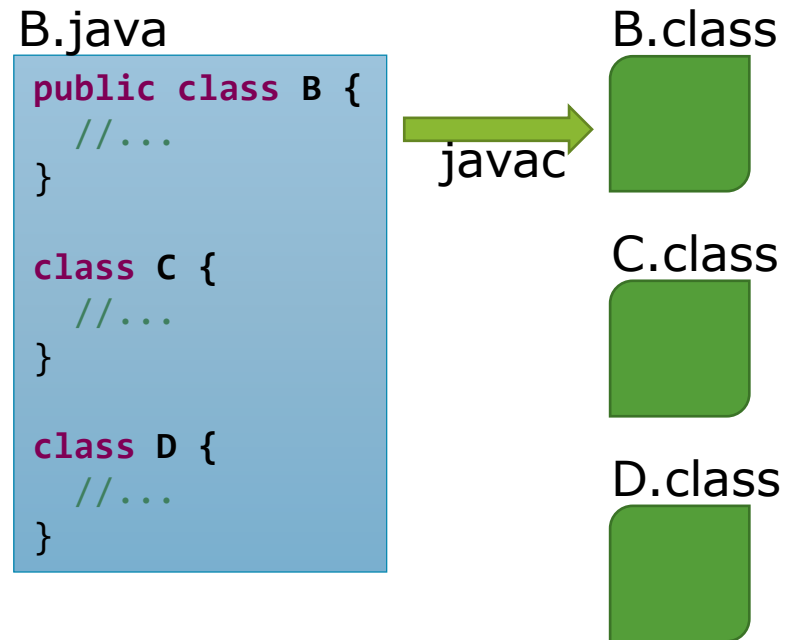 B.java
public class B {
  //...
}
class C {
  //...
}
class D {
  //...
}
javac
B.class
C.class
D.class